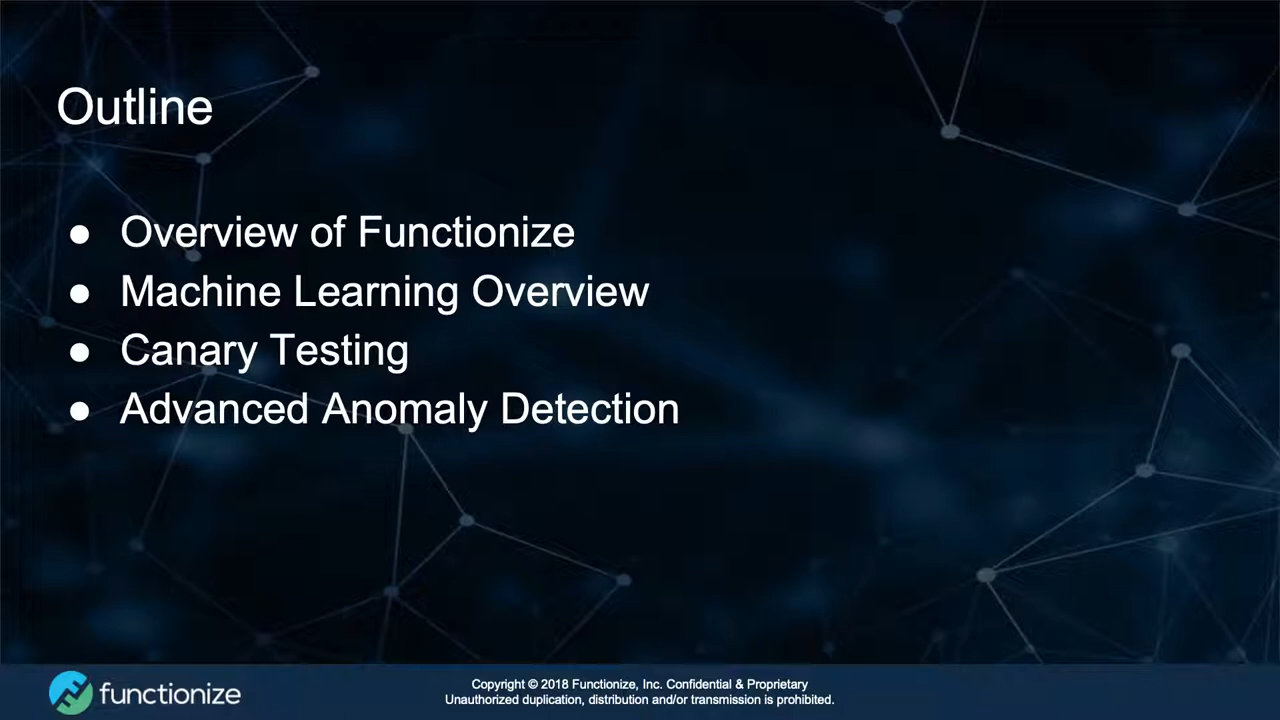 Outline
● Overview of Functionize
● Machine Learning Overview
● Canary Testing
● Advanced Anomaly Detection
functionize
Copyright © 2018 Functionize, Inc. Confidential & Proprietary
Unauthorized duplication, distribution and/or transmission is prohibited.